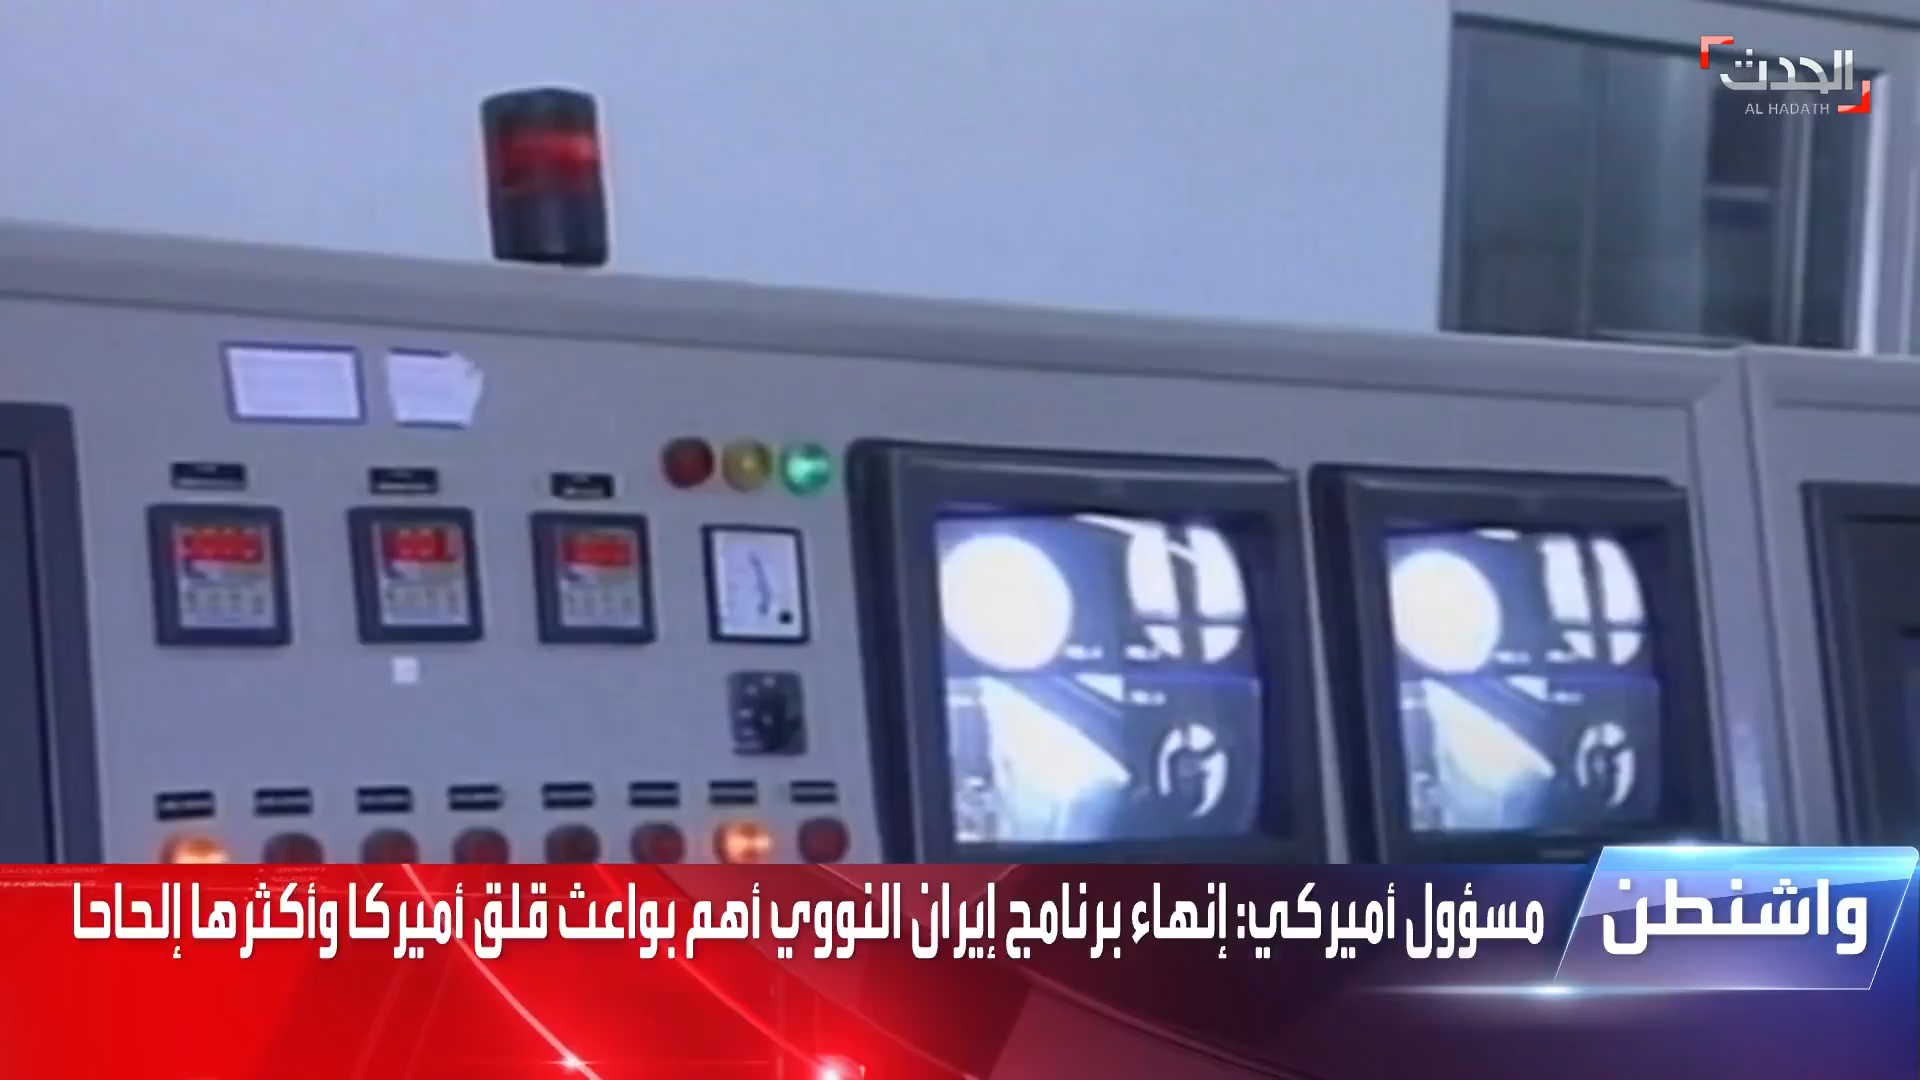 الحدث
AL HADATH
واشنطن
مسؤول أميركي: إنهاء برنامج إيران النووي أهم بواعث قلق أميركا وأكثرها إلحاحا